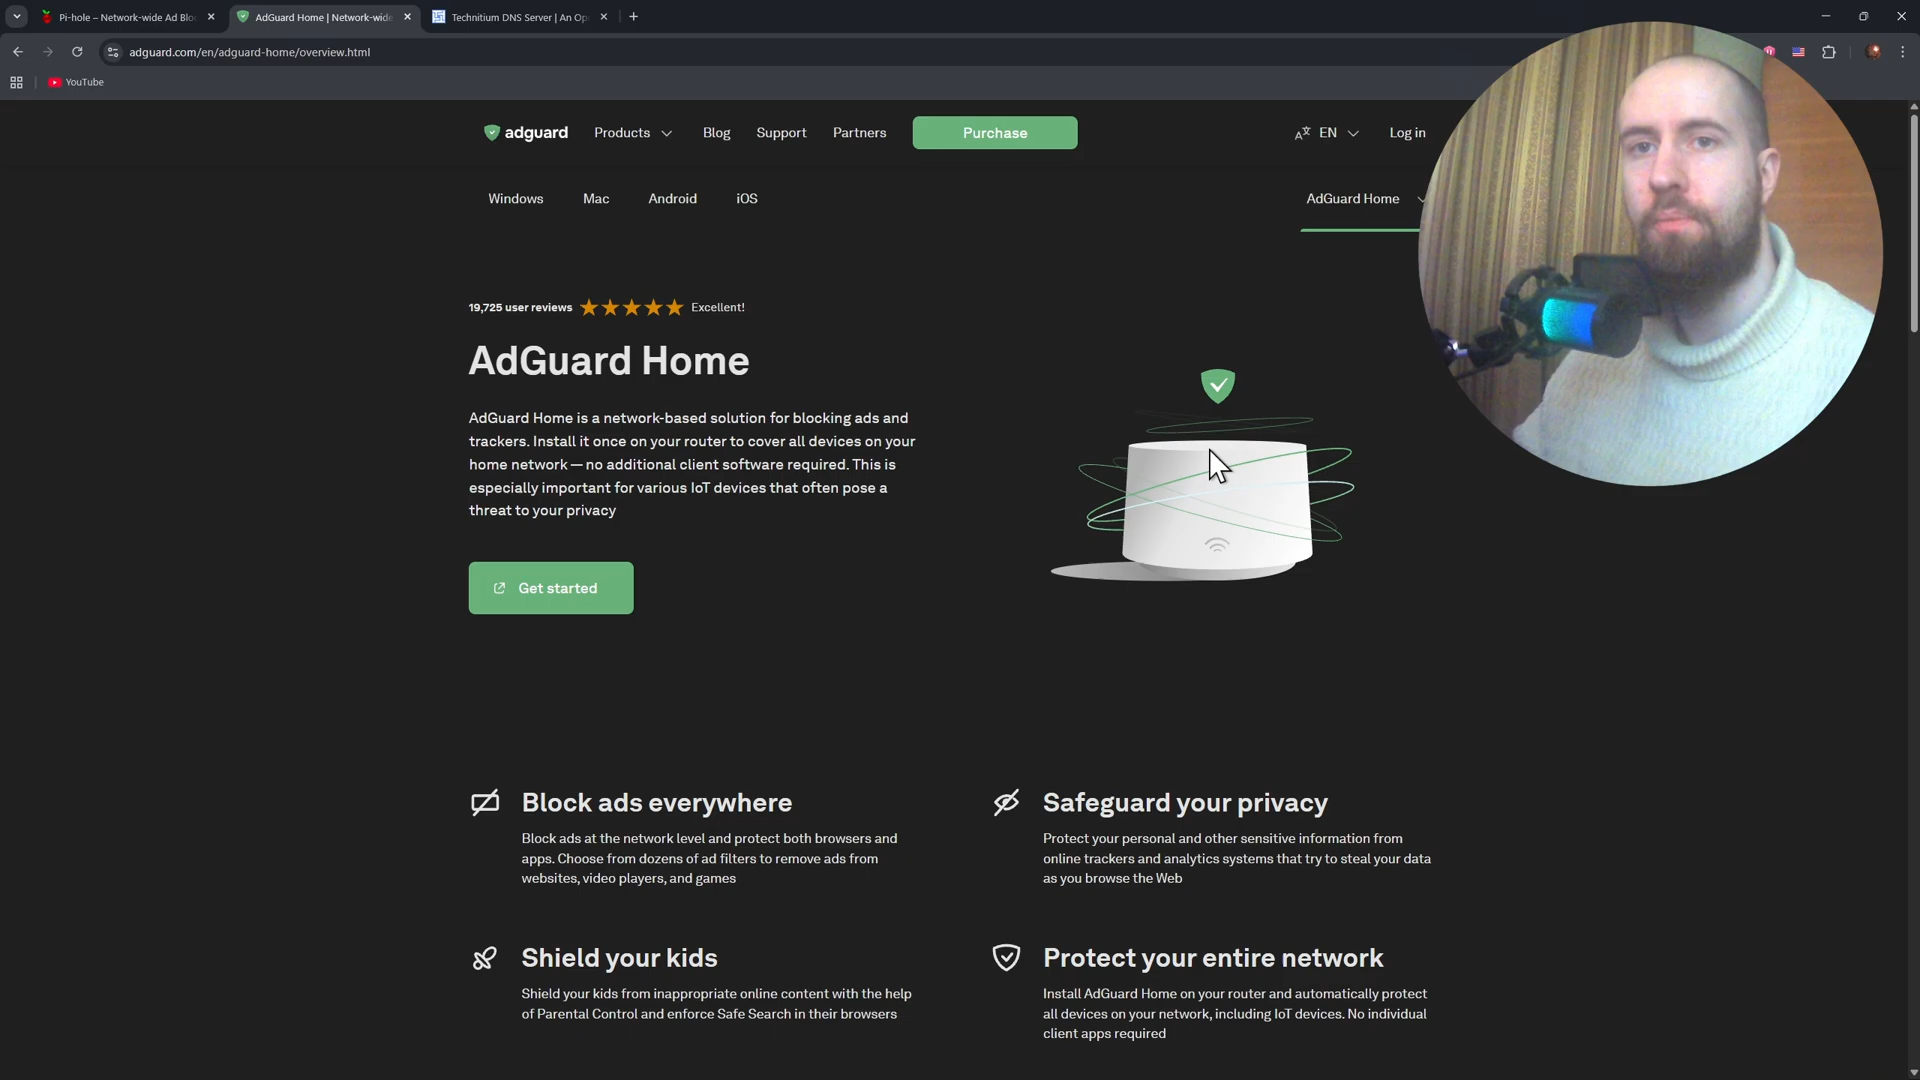 Pi-hole – Network-wide Ad Blo
AdGuard Home | Network-wide
Technitium DNS Server | An Op
adguard.com/en/adguard-home/overview.html
YouTube
adguard
Products
Blog
Support
Partners
Purchase
EN
Log in
Windows
Mac
Android
iOS
AdGuard Home
19,725 user reviews
Excellent!
AdGuard Home
AdGuard Home is a network-based solution for blocking ads and
trackers. Install it once on your router to cover all devices on your
home network — no additional client software required. This is
especially important for various IoT devices that often pose a
threat to your privacy
Get started
Block ads everywhere
Block ads at the network level and protect both browsers and
apps. Choose from dozens of ad filters to remove ads from
websites, video players, and games
Safeguard your privacy
Protect your personal and other sensitive information from
online trackers and analytics systems that try to steal your data
as you browse the Web
Shield your kids
Shield your kids from inappropriate online content with the help
of Parental Control and enforce Safe Search in their browsers
Protect your entire network
Install AdGuard Home on your router and automatically protect
all devices on your network, including IoT devices. No individual
client apps required